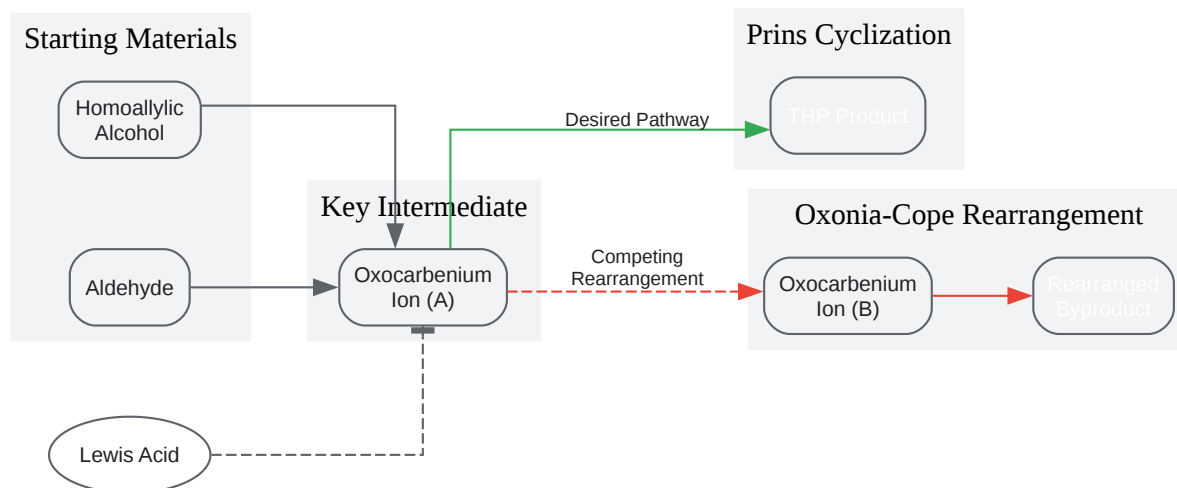 Starting Materials
Homoallylic
Alcohol
Aldehyde
Lewis Acid
Key Intermediate
Oxocarbenium
Ion (A)
Desired Pathway
Competing
Rearrangement
Prins Cyclization
THP Product
Oxonia-Cope Rearrangement
Oxocarbenium
Ion (B)
Rearranged
Byproduct